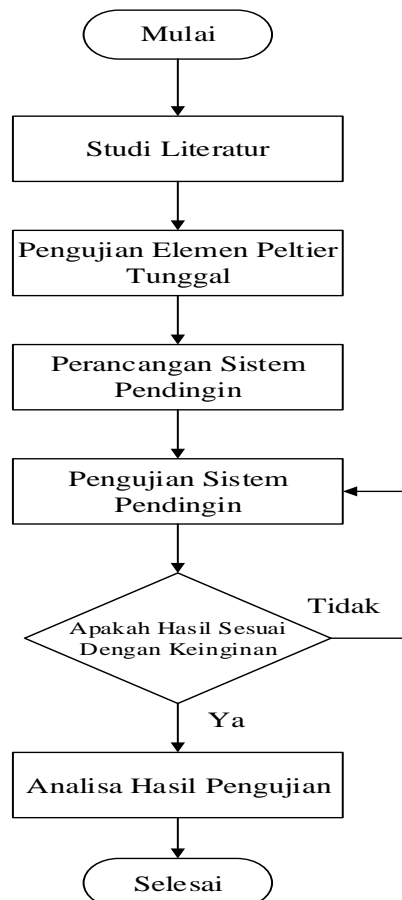 Mulai
Studi Literatur
Pengujian Elemen Peltier
Tunggal
Perancangan Sistem
Pendingin
Pengujian Sistem
Pendingin
Apakah Hasil Sesuai
Dengan Keinginan
Tidak
Ya
Analisa Hasil Pengujian
Selesai